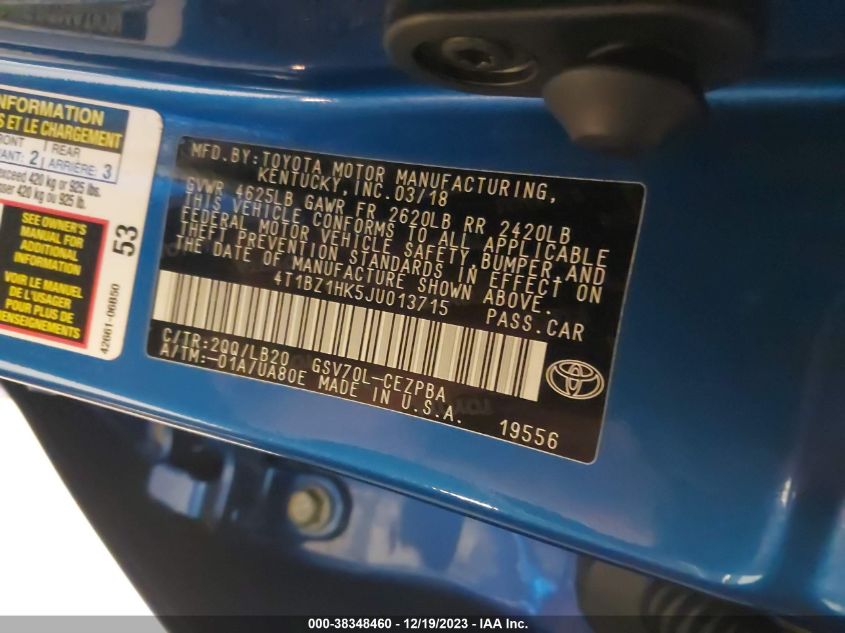 INFORMATION
S ET LE CHARGEMENT
RONT REAR
ANT: 2 ARRIÈRE: 3
exceed 420 kg or 925 lbs.
sser 420 kg ou 925 lb.
SEE OWNER'S
MANUAL FOR
ADDITIONAL
INFORMATION
VOIR LE MANUEL
DE L'USAGER
POUR PLUS DE
RENSEIGNEMENTS
53
42661-06B50
MFD.BY:TOYOTA MOTOR MANUFACTURING,
KENTUCKY, INC. 03/18
GVWR 4625LB GAWR FR 2620LB RR 2420LB
THIS VEHICLE CONFORMS TO ALL APPLICABLE
FEDERAL MOTOR VEHICLE SAFETY, BUMPER, AND
THEFT PREVENTION STANDARDS IN EFFECT ON
THE DATE OF MANUFACTURE SHOWN ABOVE.
4T1BZ1HK5JU013715 PASS.CAR
C/TR:2QQ/LB20 GSV70L-CEZPBA
A/TM:-01A/UA80E MADE IN U.S.A.
19556
000-38348460 - 12/19/2023 - IAA Inc.